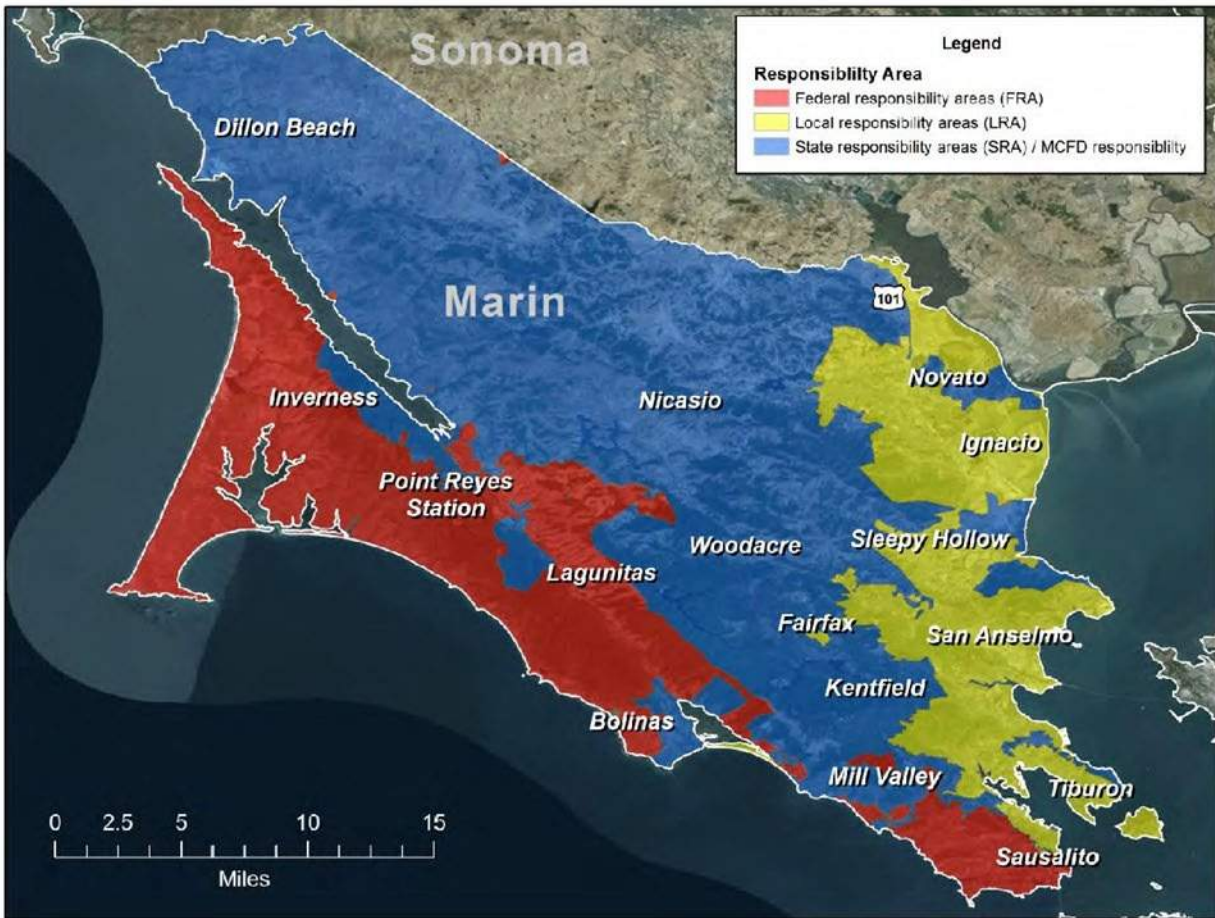 Sonoma
Legend
Responsiblilty Area
Federal responsibility areas (FRA)
Local responsibility areas (LRA)
State responsibility areas (SRA) / MCFD responsiblilty
Dillon Beach
Marin
101
Novato
Inverness
Nicasio
Ignacio
Point Reyes
Station
Woodacre
Sleepy Hollow
Lagunitas
Fairfax
San Anselmo
Kentfield
Bolinas
Mill Valley
Tiburon
0 2.5 5 10 15
Miles
Sausalito